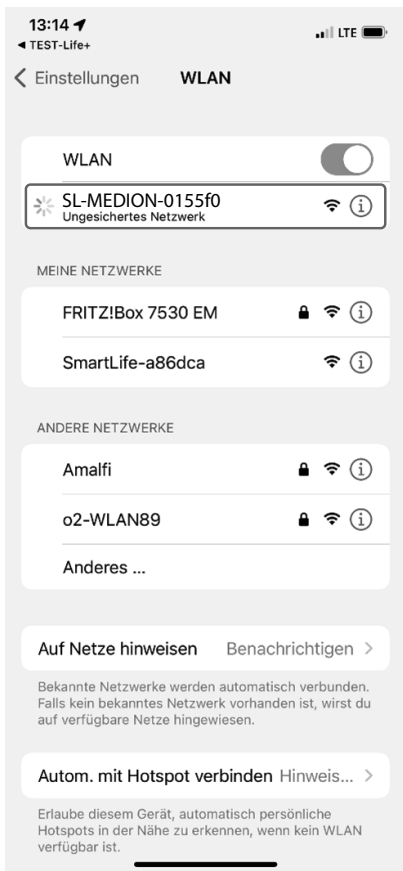 13:14
LTE
TEST-Life+
Einstellungen
WLAN
WLAN
SL-MEDION-0155f0
Ungesichertes Netzwerk
MEINE NETZWERKE
FRITZ!Box 7530 EM
SmartLife-a86dca
ANDERE NETZWERKE
Amalfi
o2-WLAN89
Anderes ...
Auf Netze hinweisen Benachrichtigen
Bekannte Netzwerke werden automatisch verbunden.
Falls kein bekanntes Netzwerk vorhanden ist, wirst du
auf verfügbare Netze hingewiesen.
Autom. mit Hotspot verbinden Hinweis...
Erlaube diesem Gerät, automatisch persönliche
Hotspots in der Nähe zu erkennen, wenn kein WLAN
verfügbar ist.